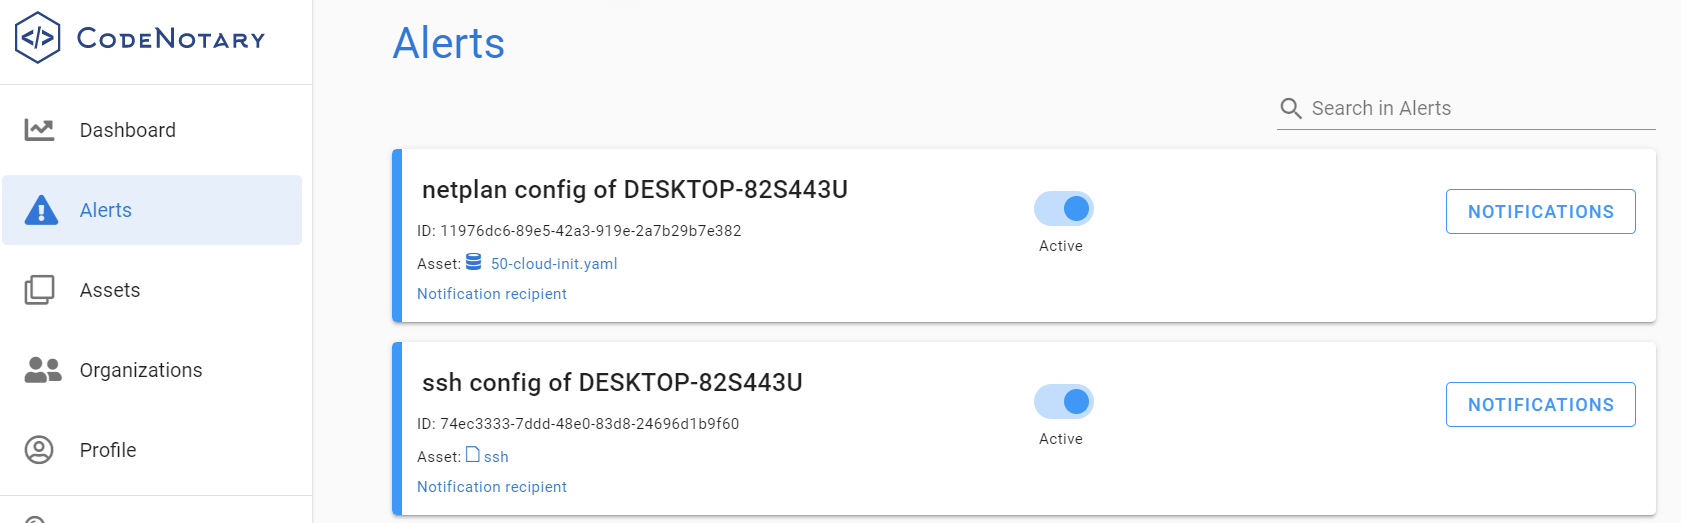 CODENOTARY
Dashboard
Alerts
Assets
Organizations
Profile
Alerts
Search in Alerts
netplan config of DESKTOP-82S443U
ID: 11976dc6-89e5-42a3-919e-2a7b29b7e382
Asset: 50-cloud-init.yaml
Notification recipient
Active
NOTIFICATIONS
ssh config of DESKTOP-82S443U
ID: 74ec3333-7ddd-48e0-83d8-24696d1b9f60
Asset: ssh
Notification recipient
Active
NOTIFICATIONS